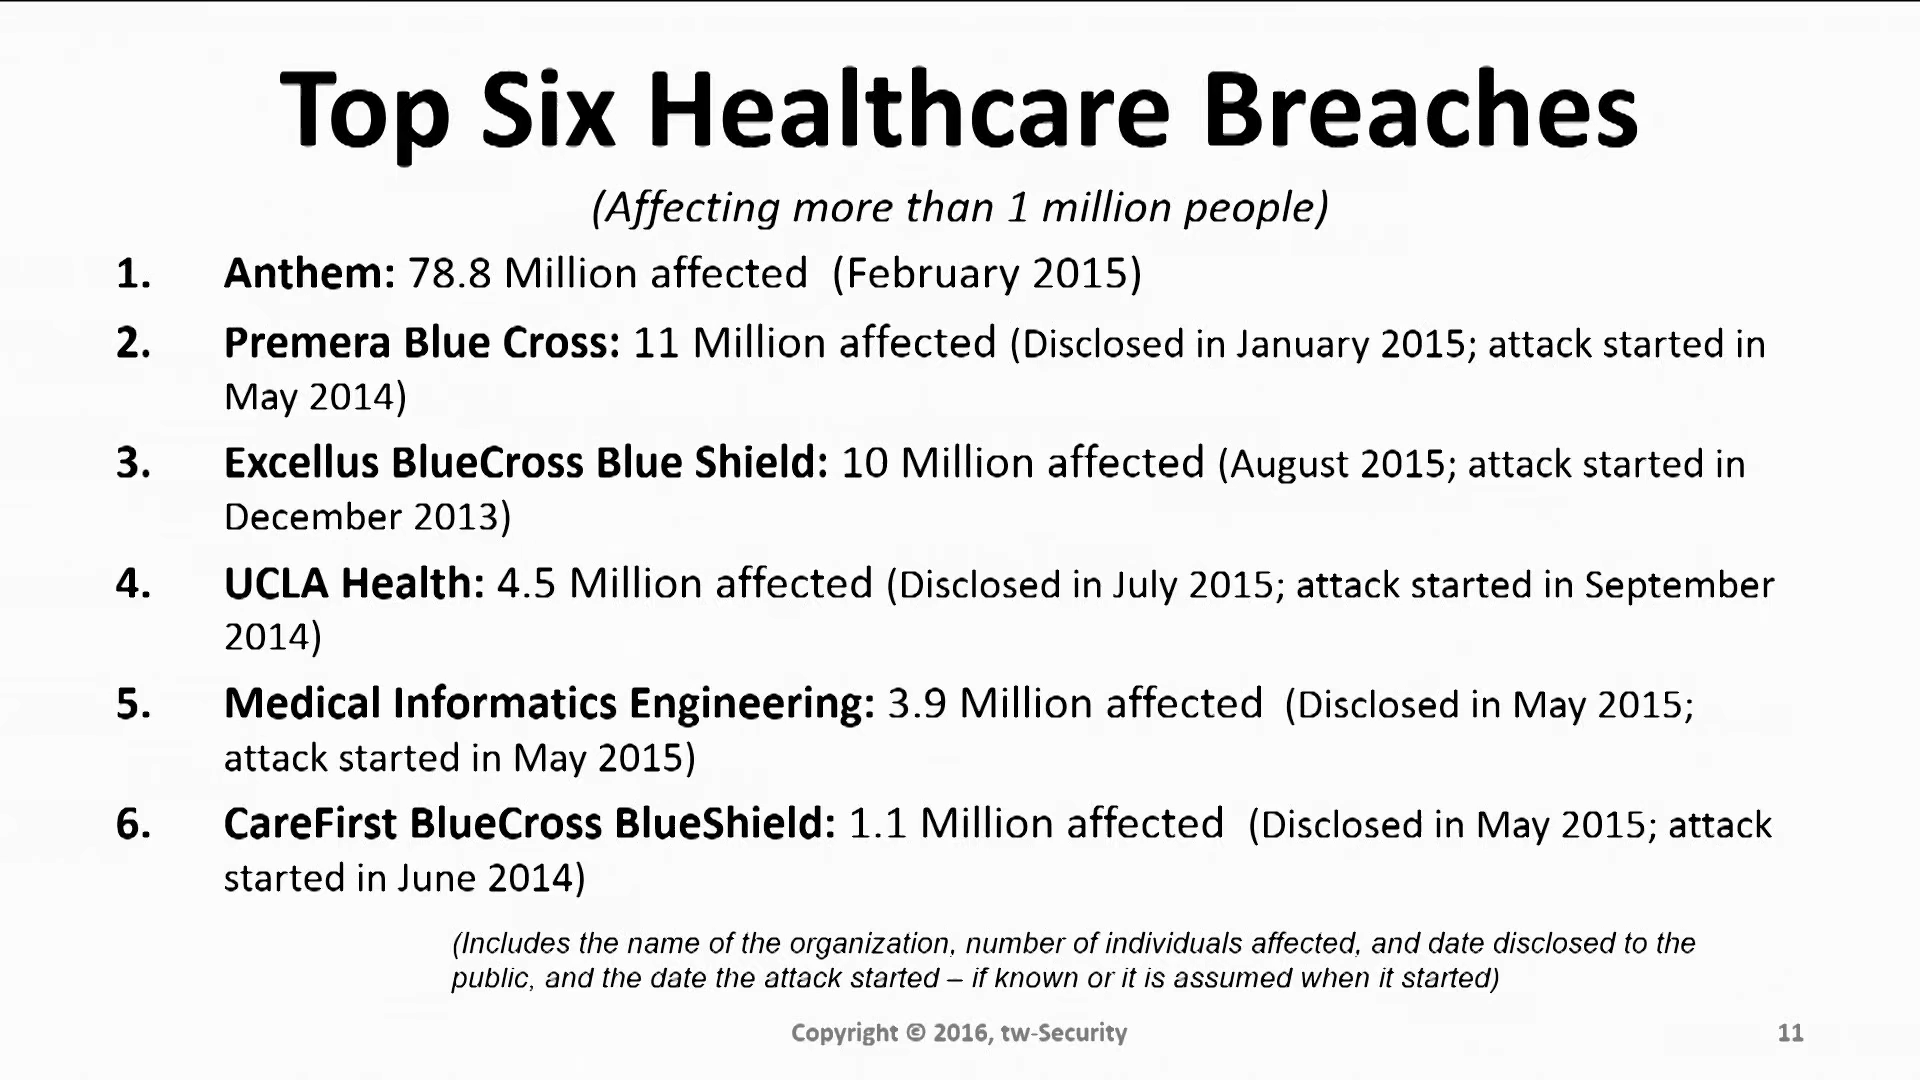 Top Six Healthcare Breaches
(Affecting more than 1 million people)
1. Anthem: 78.8 Million affected (February 2015)
2. Premera Blue Cross: 11 Million affected (Disclosed in January 2015; attack started in
May 2014)
3. Excellus BlueCross Blue Shield: 10 Million affected (August 2015; attack started in
December 2013)
4. UCLA Health: 4.5 Million affected (Disclosed in July 2015; attack started in September
2014)
5. Medical Informatics Engineering: 3.9 Million affected (Disclosed in May 2015;
attack started in May 2015)
6. CareFirst BlueCross BlueShield: 1.1 Million affected (Disclosed in May 2015; attack
started in June 2014)
(Includes the name of the organization, number of individuals affected, and date disclosed to the
public, and the date the attack started – if known or it is assumed when it started)
Copyright © 2016, tw-Security 11